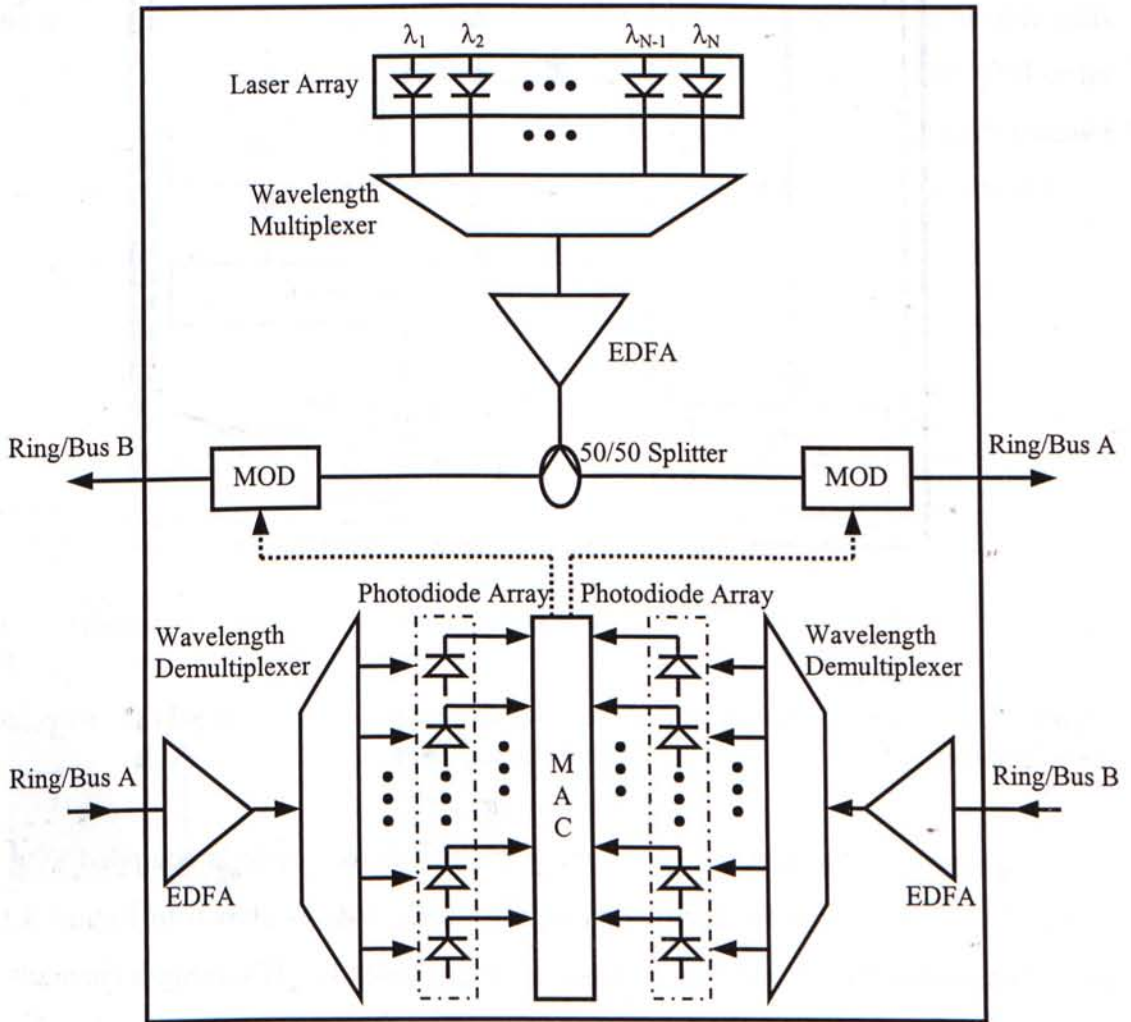 λ1 λ2 λN-1 λN
Laser Array
Wavelength
Multiplexer
EDFA
50/50 Splitter
Ring/Bus B
MOD
MOD
Ring/Bus A
Photodiode Array
Photodiode Array
Wavelength
Demultiplexer
Wavelength
Demultiplexer
Ring/Bus A
EDFA
M
A
C
Ring/Bus B
EDFA